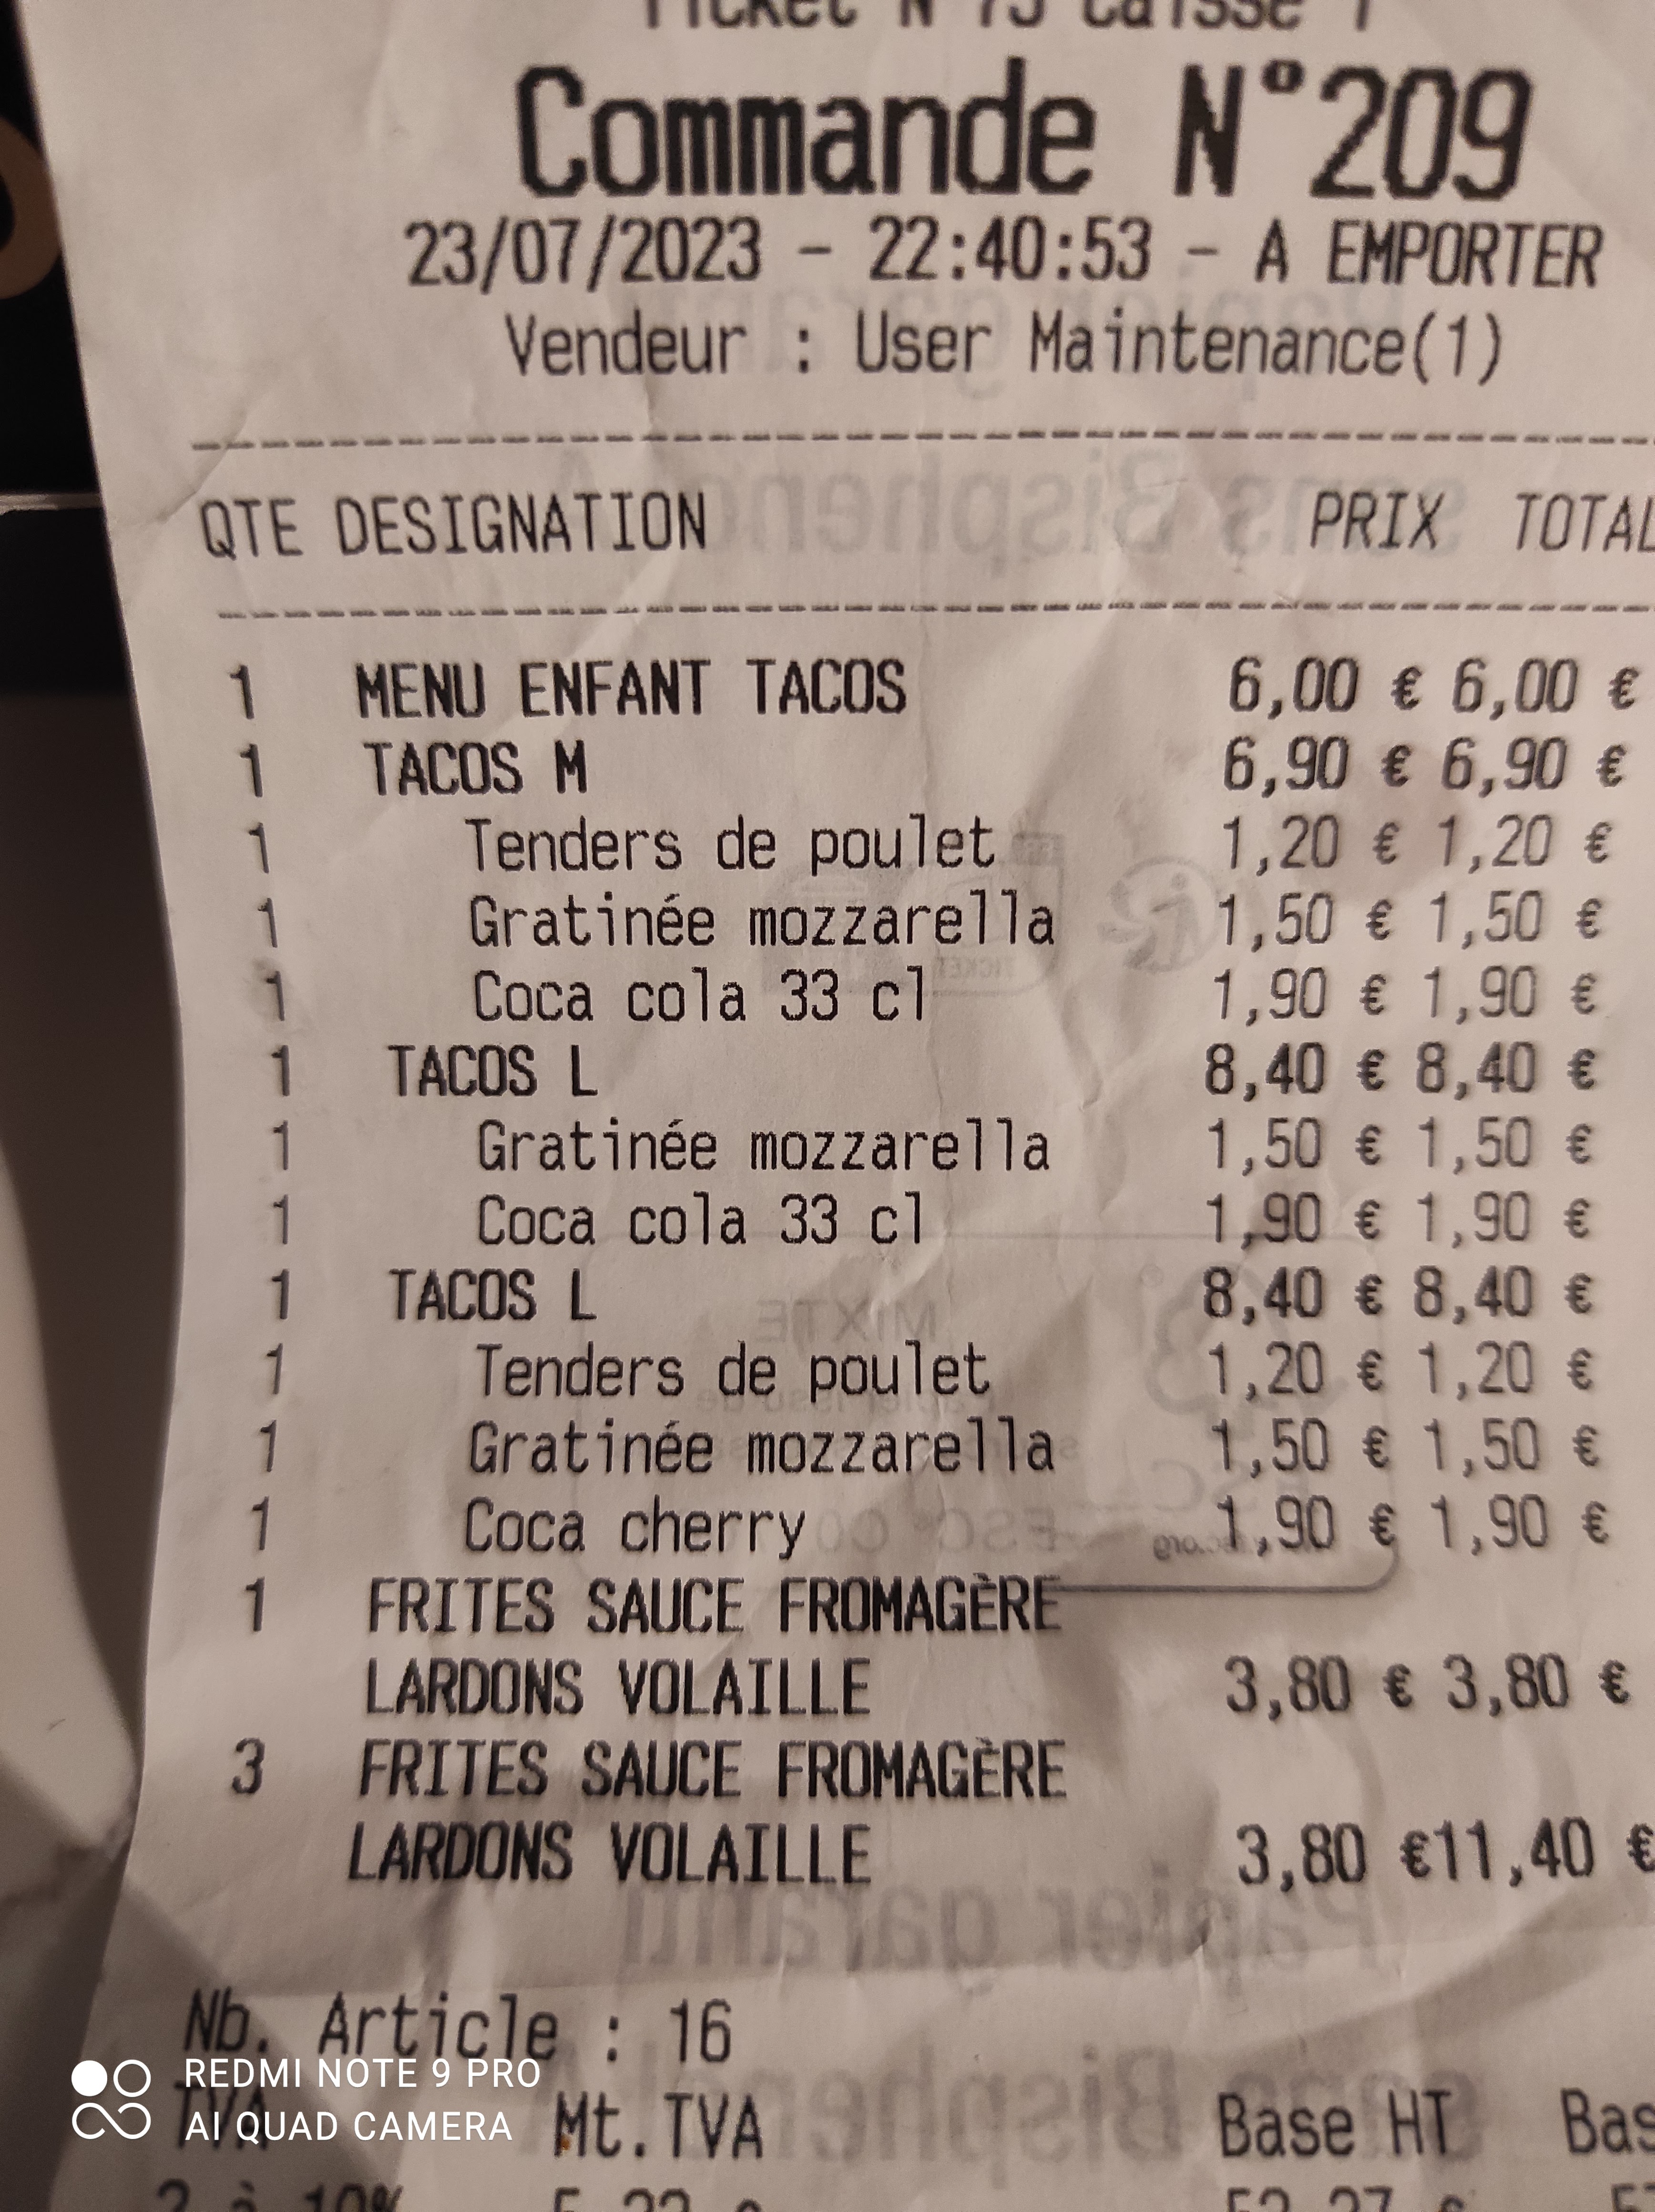 Ticket N°75 Caisse 1
Commande N°209
23/07/2023 - 22:40:53 - A EMPORTER
Vendeur : User Maintenance(1)
QTE DESIGNATION PRIX TOTAL
1 MENU ENFANT TACOS 6,00 € 6,00 €
1 TACOS M 6,90 € 6,90 €
1 Tenders de poulet 1,20 € 1,20 €
1 Gratinée mozzarella 1,50 € 1,50 €
1 Coca cola 33 cl 1,90 € 1,90 €
1 TACOS L 8,40 € 8,40 €
1 Gratinée mozzarella 1,50 € 1,50 €
1 Coca cola 33 cl 1,90 € 1,90 €
1 TACOS L 8,40 € 8,40 €
1 Tenders de poulet 1,20 € 1,20 €
1 Gratinée mozzarella 1,50 € 1,50 €
1 Coca cherry 1,90 € 1,90 €
1 FRITES SAUCE FROMAGÈRE
LARDONS VOLAILLE 3,80 € 3,80 €
3 FRITES SAUCE FROMAGÈRE
LARDONS VOLAILLE 3,80 €11,40 €
Nb. Article : 16
TVA Mt.TVA Base HT
REDMI NOTE 9 PRO
AI QUAD CAMERA